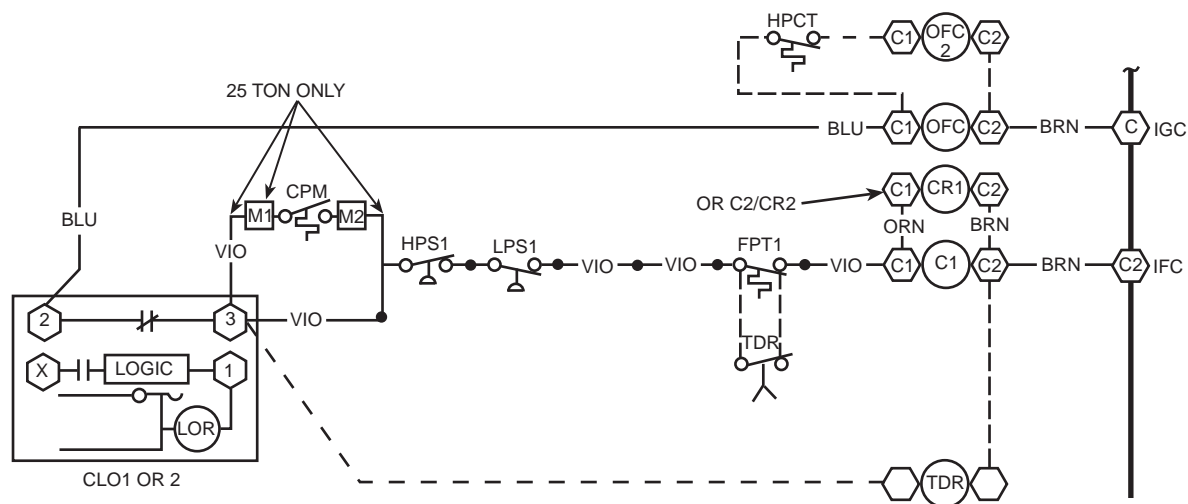 HPCT
C1 OFC 2 C2
25 TON ONLY
BLU C1 OFC C2 BRN C IGC
CPM
M1 M2
OR C2/CR2
C1 CR1 C2
BLU
ORN BRN
VIO
HPS1 LPS1 FPT1
VIO VIO VIO C1 C1 C2 BRN C2 IFC
2 3 VIO
TDR
X LOGIC 1
LOR
CLO1 OR 2
TDR